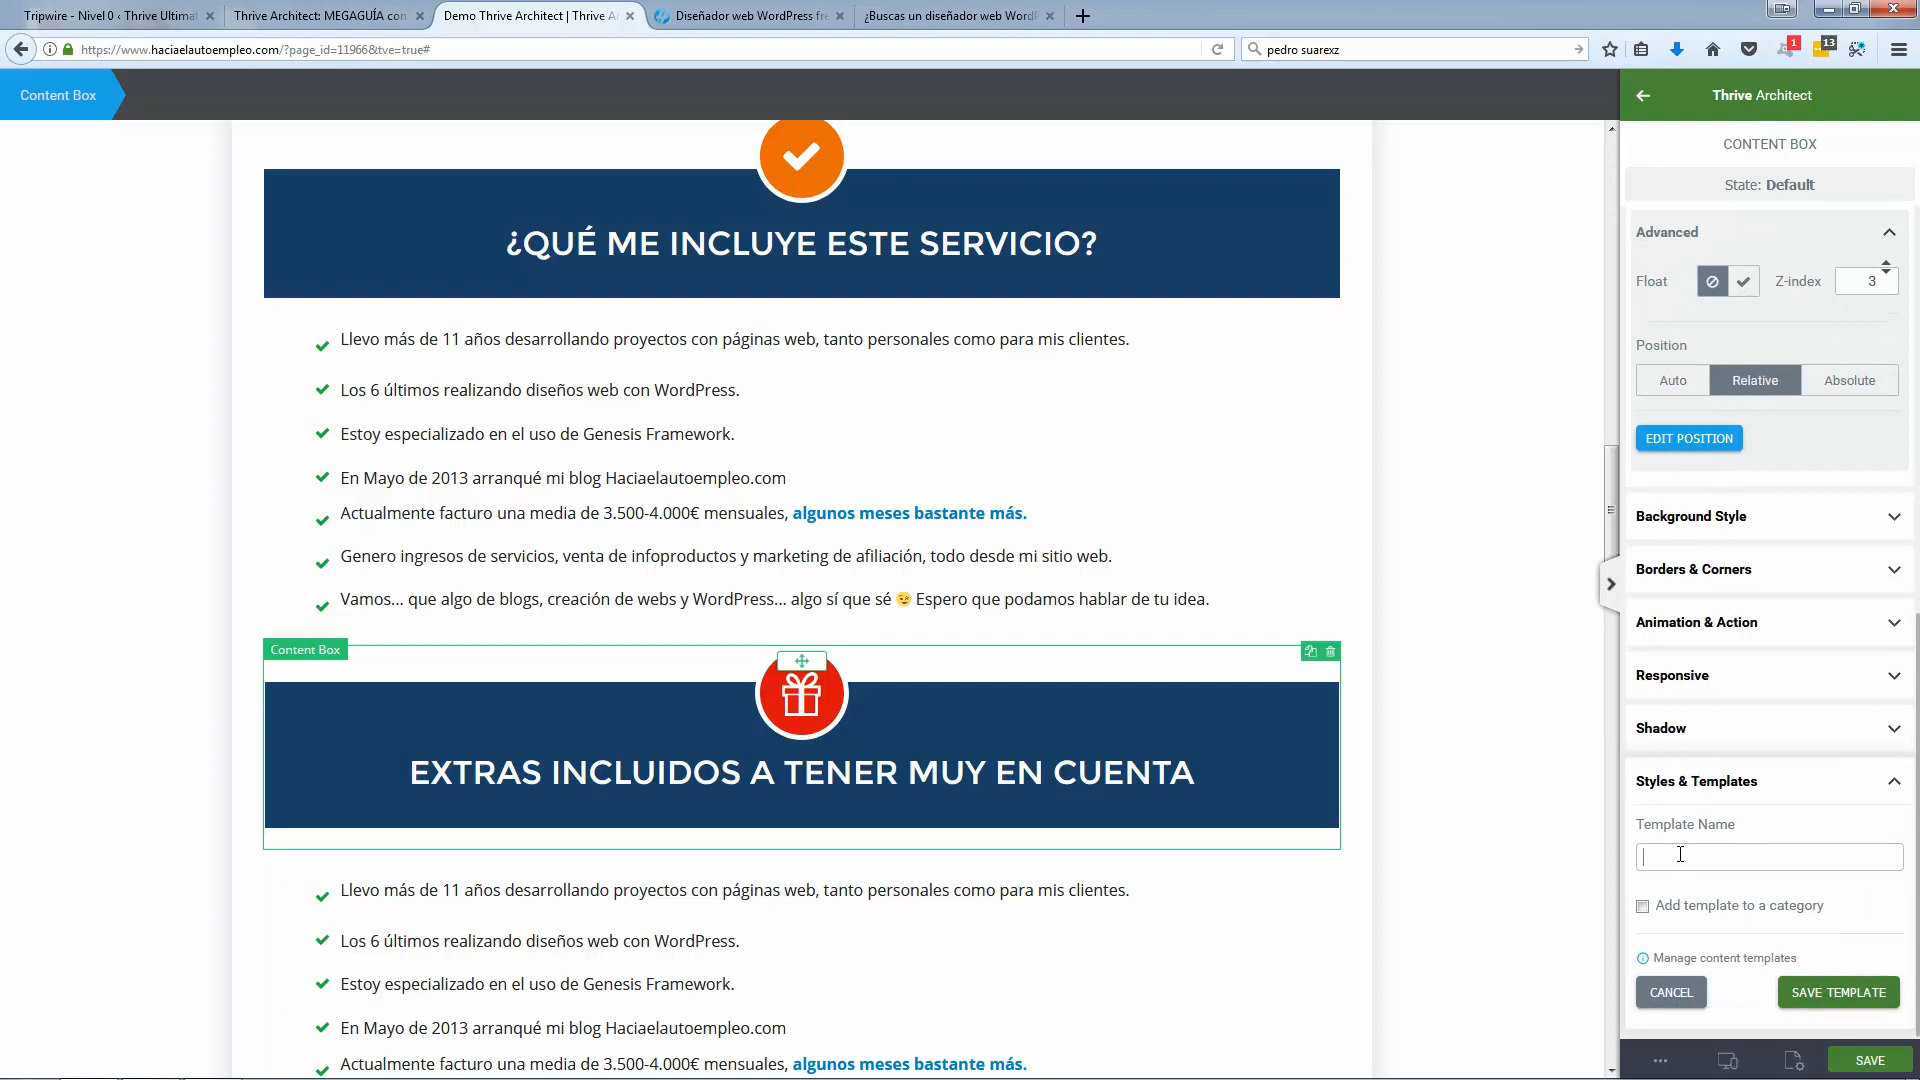 Tripwire - Nivel 0 ‹ Thrive Ultimat
Thrive Architect: MEGAGUÍA con
Demo Thrive Architect | Thrive A
Diseñador web WordPress fre
¿Buscas un diseñador web WordP
https://www.haciaelautoempleo.com/?page_id=11966&tve=true#
pedro suarexz
1
13
Content Box
Thrive Architect
CONTENT BOX
State: Default
¿QUÉ ME INCLUYE ESTE SERVICIO?
Llevo más de 11 años desarrollando proyectos con páginas web, tanto personales como para mis clientes.
Los 6 últimos realizando diseños web con WordPress.
Estoy especializado en el uso de Genesis Framework.
En Mayo de 2013 arranqué mi blog Haciaelautoempleo.com
Actualmente facturo una media de 3.500-4.000€ mensuales, algunos meses bastante más.
Genero ingresos de servicios, venta de infoproductos y marketing de afiliación, todo desde mi sitio web.
Vamos... que algo de blogs, creación de webs y WordPress... algo sí que sé 😉 Espero que podamos hablar de tu idea.
Content Box
EXTRAS INCLUIDOS A TENER MUY EN CUENTA
Llevo más de 11 años desarrollando proyectos con páginas web, tanto personales como para mis clientes.
Los 6 últimos realizando diseños web con WordPress.
Estoy especializado en el uso de Genesis Framework.
En Mayo de 2013 arranqué mi blog Haciaelautoempleo.com
Actualmente facturo una media de 3.500-4.000€ mensuales, algunos meses bastante más.
Advanced
Float
Z-index
3
Position
Auto
Relative
Absolute
EDIT POSITION
Background Style
Borders & Corners
Animation & Action
Responsive
Shadow
Styles & Templates
Template Name
Add template to a category
Manage content templates
CANCEL
SAVE TEMPLATE
SAVE